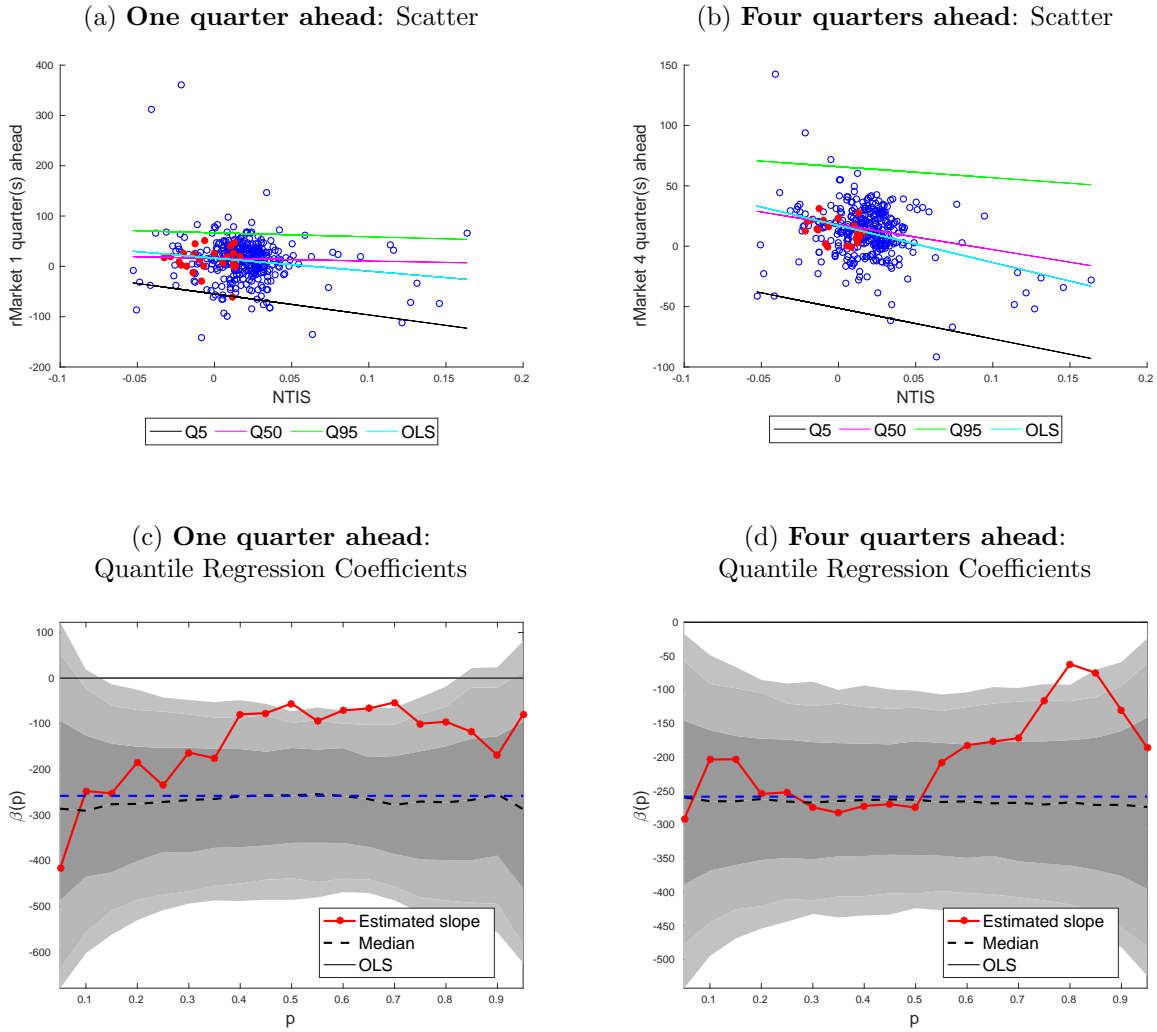 (a) One quarter ahead: Scatter
400
300
200
100
0
-100
-200
-0.1
-0.05
0
0.05
0.1
0.15
0.2
rMarket 1 quarter(s) ahead
NTIS
Q5
Q50
Q95
OLS
(b) Four quarters ahead: Scatter
150
100
50
0
-50
-100
-0.1
-0.05
0
0.05
0.1
0.15
0.2
rMarket 4 quarter(s) ahead
NTIS
Q5
Q50
Q95
OLS
(c) One quarter ahead:
Quantile Regression Coefficients
100
0
-100
-200
-300
-400
-500
-600
0.1
0.2
0.3
0.4
0.5
0.6
0.7
0.8
0.9
β(p)
p
Estimated slope
Median
OLS
(d) Four quarters ahead:
Quantile Regression Coefficients
0
-50
-100
-150
-200
-250
-300
-350
-400
-450
-500
0.1
0.2
0.3
0.4
0.5
0.6
0.7
0.8
0.9
β(p)
p
Estimated slope
Median
OLS